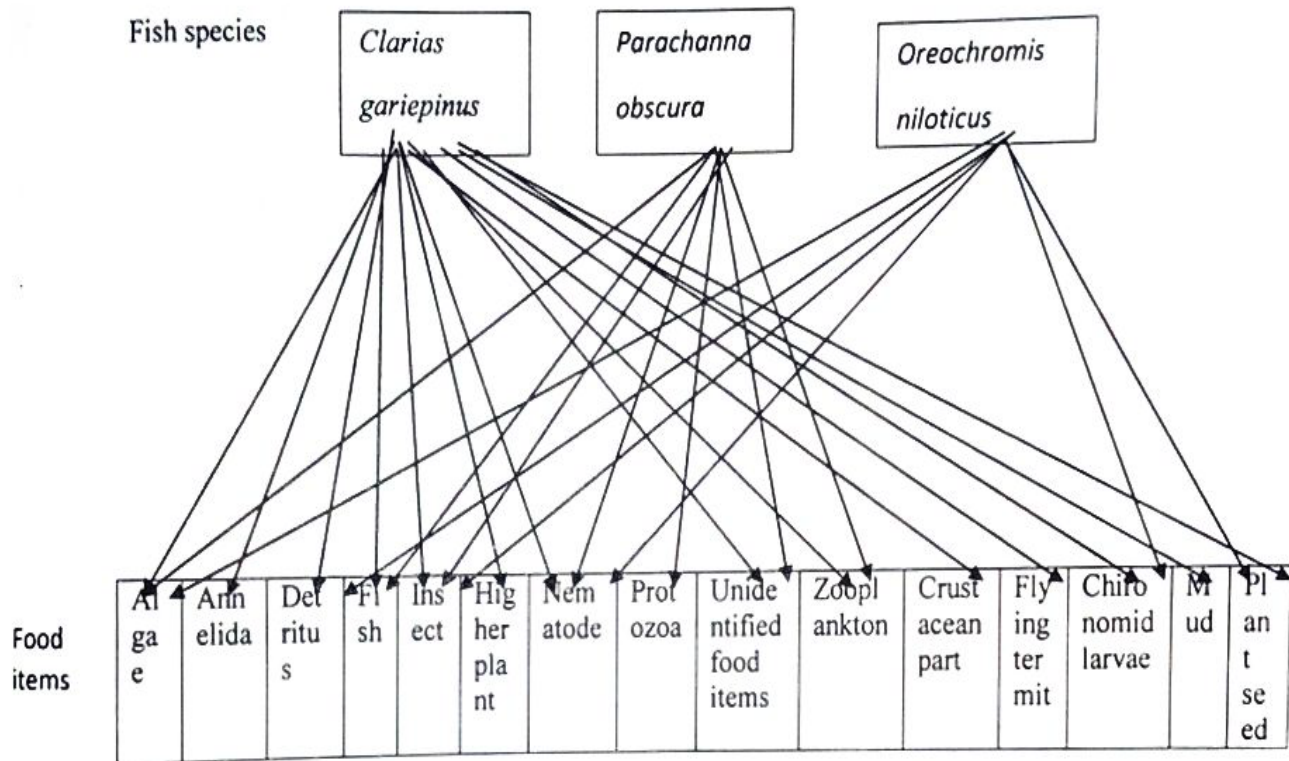 Fish species
Clarias
gariepinus
Parachanna
obscura
Oreochromis
niloticus
Food
items
Al
ga
e
Ann
elida
Det
ritu
s
Fi
sh
Ins
ect
Hig
her
pla
nt
Nem
atode
Prot
ozoa
Unide
ntified
food
items
Zoopl
ankton
Crust
acean
part
Fly
ing
ter
mit
Chiro
nomid
larvae
M
ud
Pl
an
t
se
ed